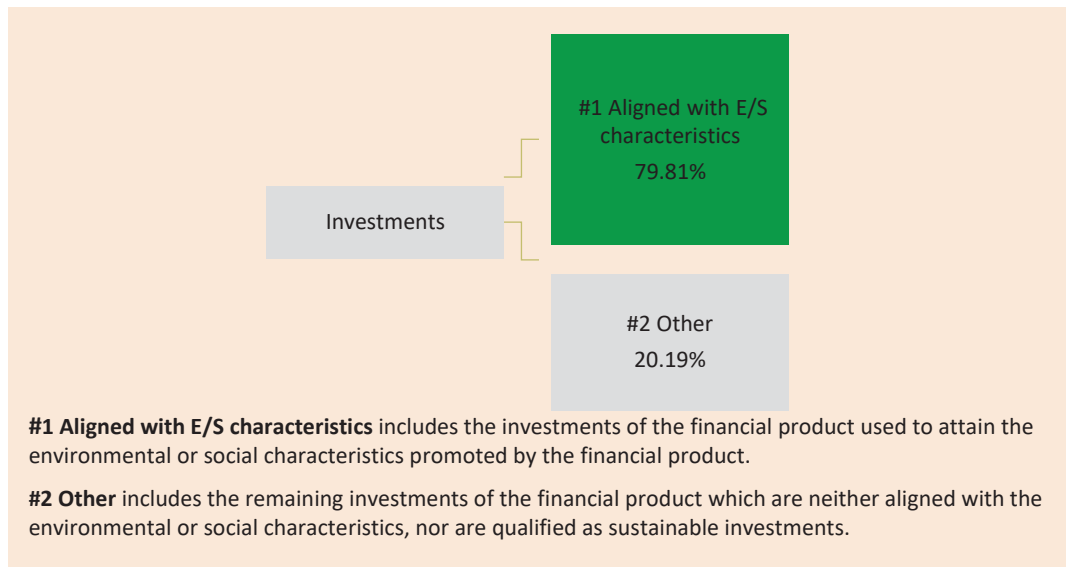 #1 Aligned with E/S
characteristics
79.81%
Investments
#2 Other
20.19%
#1 Aligned with E/S characteristics includes the investments of the financial product used to attain the
environmental or social characteristics promoted by the financial product.
#2 Other includes the remaining investments of the financial product which are neither aligned with the
environmental or social characteristics, nor are qualified as sustainable investments.